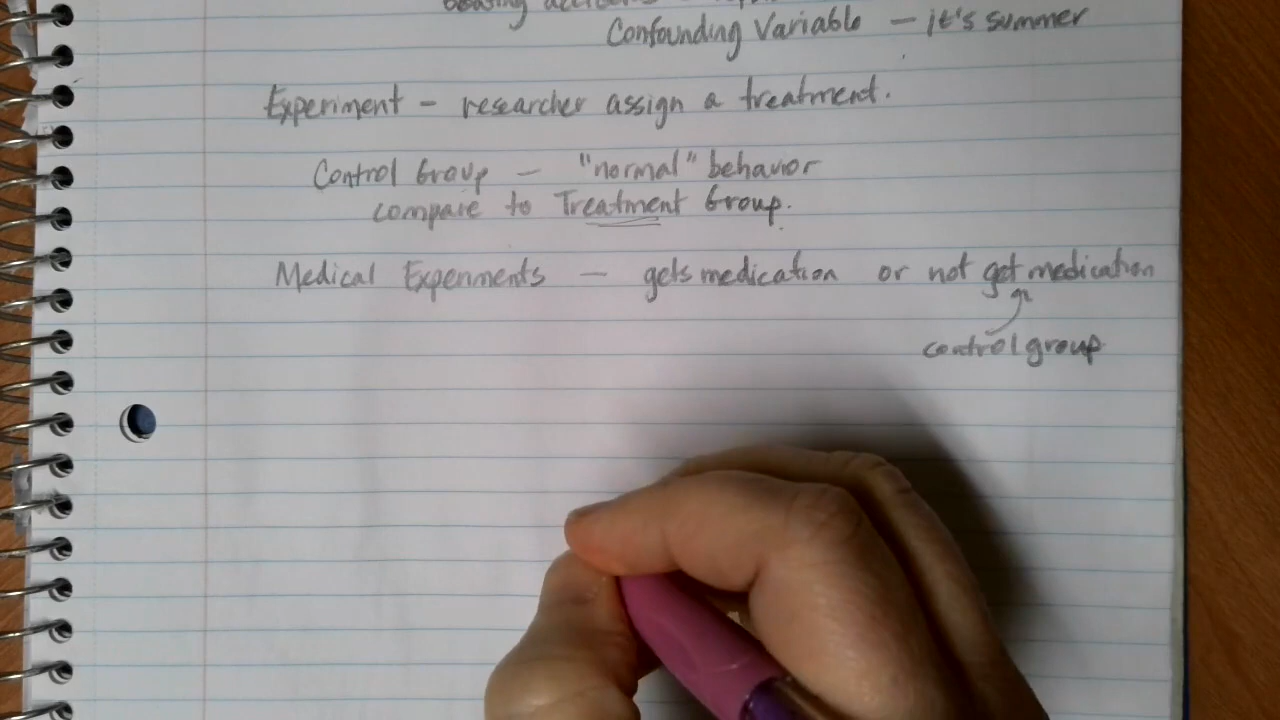 Confounding Variable - it's summer
Experiment - researcher assign a treatment.
Control Group - "normal" behavior
compare to Treatment Group.
Medical Experiments - gets medication or not get medication
control group